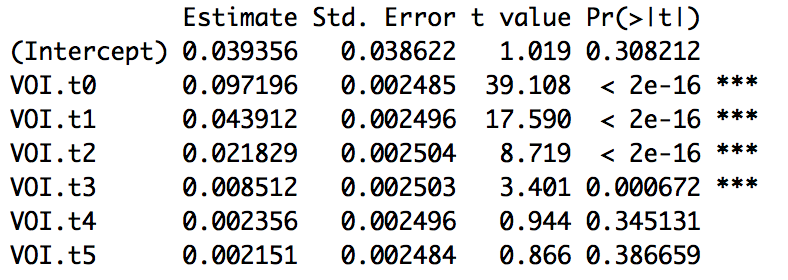 Estimate Std. Error t value Pr(>|t|)
(Intercept) 0.039356 0.038622 1.019 0.308212
VOI.t0 0.097196 0.002485 39.108 < 2e-16 ***
VOI.t1 0.043912 0.002496 17.590 < 2e-16 ***
VOI.t2 0.021829 0.002504 8.719 < 2e-16 ***
VOI.t3 0.008512 0.002503 3.401 0.000672 ***
VOI.t4 0.002356 0.002496 0.944 0.345131
VOI.t5 0.002151 0.002484 0.866 0.386659